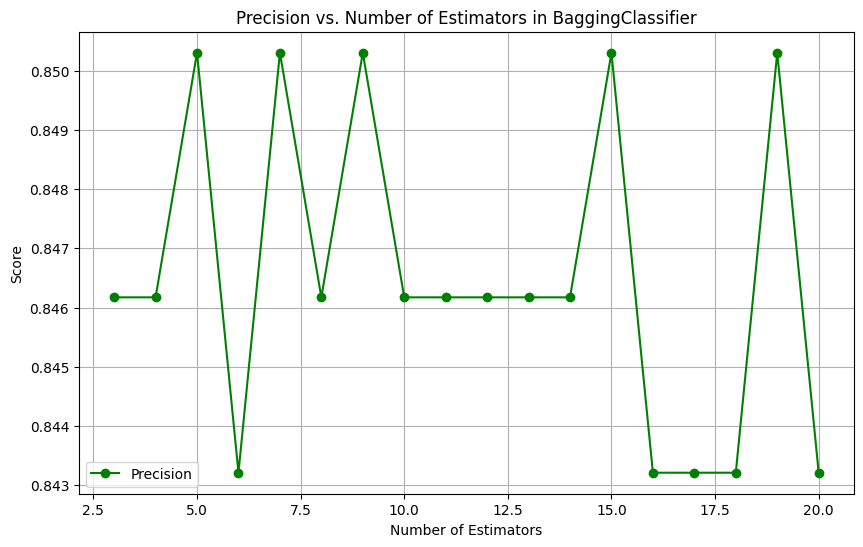 Precision vs. Number of Estimators in BaggingClassifier
Score
0.850
0.849
0.848
0.847
0.846
0.845
0.844
0.843
Precision
2.5 5.0 7.5 10.0 12.5 15.0 17.5 20.0
Number of Estimators